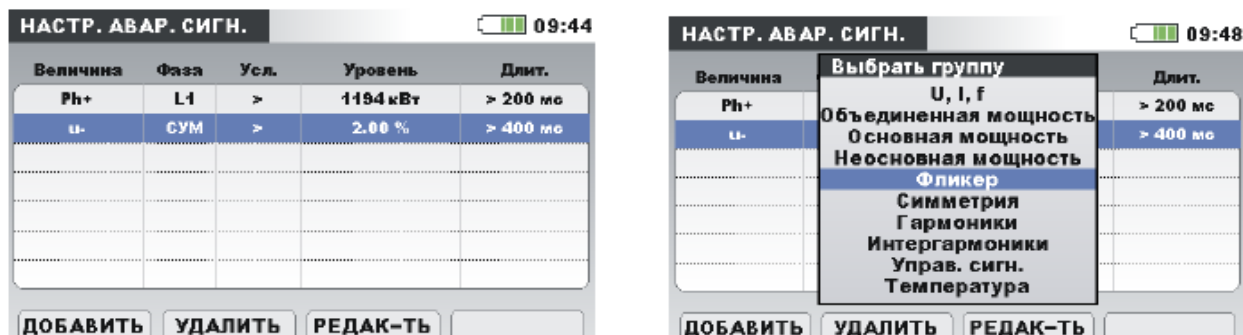 НАСТР. АВАР. СИГН. 09:44
Величина Фаза Усл. Уровень Длит.
Ph+ L1 > 1194 кВт > 200 мс
u- СУМ > 2.00 % > 400 мс
ДОБАВИТЬ УДАЛИТЬ РЕДАК-ТЬ
НАСТР. АВАР. СИГН. 09:48
Величина Выбрать группу Длит.
Ph+ U, I, f > 200 мс
Объединенная мощность
u- Основная мощность > 400 мс
Неосновная мощность
Фликер
Симметрия
Гармоники
Интергармоники
Управ. сигн.
Температура
ДОБАВИТЬ УДАЛИТЬ РЕДАК-ТЬ